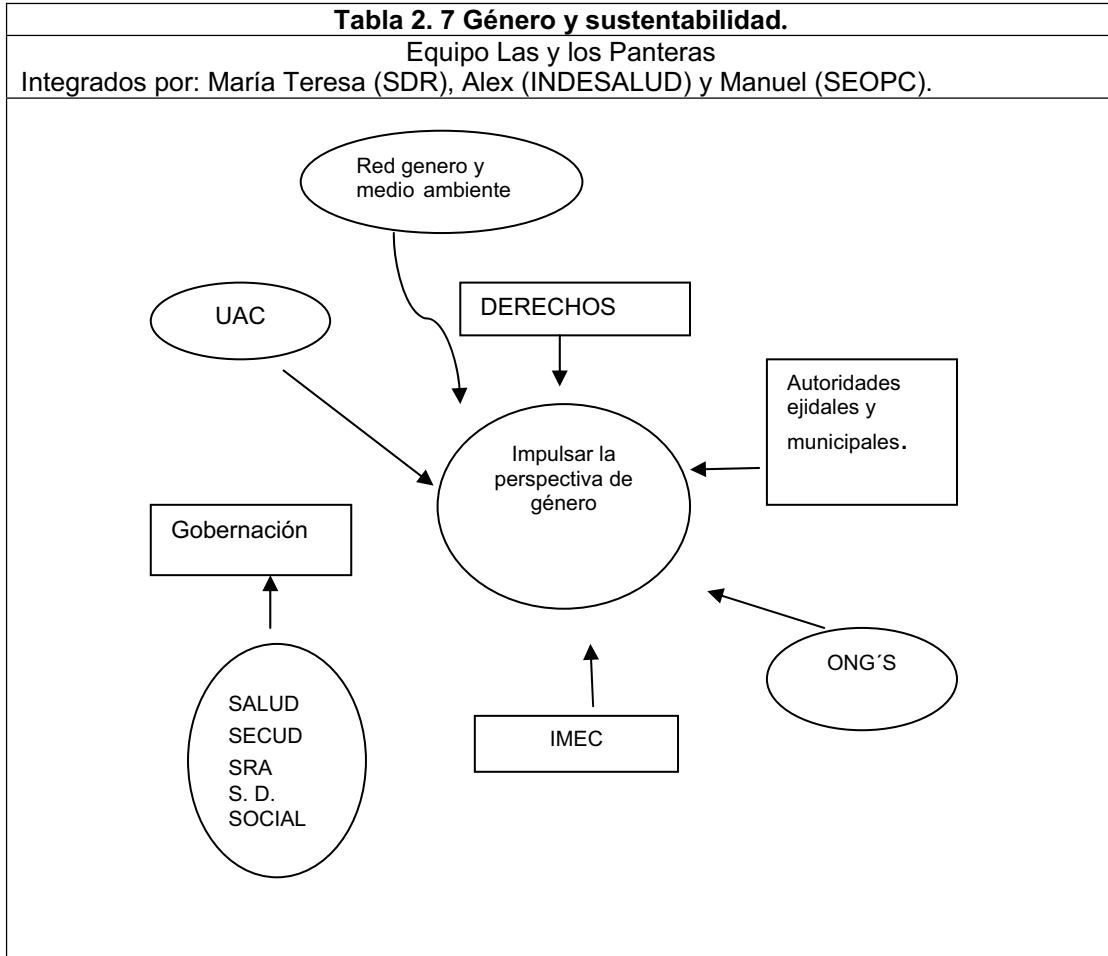 Tabla 2. 7 Género y sustentabilidad.
Equipo Las y los Panteras
Integrados por: María Teresa (SDR), Alex (INDESALUD) y Manuel (SEOPC).
Red genero y
medio ambiente
UAC
DERECHOS
Autoridades
ejidales y
municipales.
Impulsar la
perspectiva de
género
Gobernación
ONG´S
SALUD
SECUD
SRA
S. D.
SOCIAL
IMEC